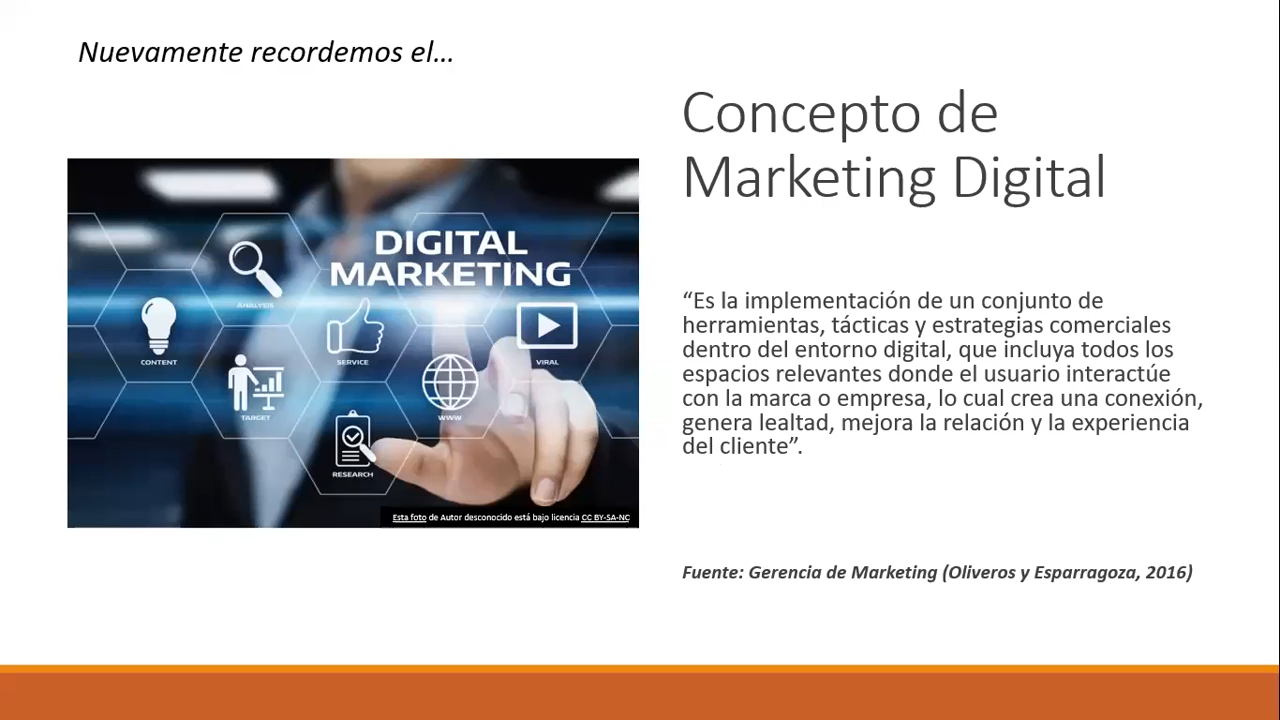 Nuevamente recordemos el...
Concepto de
Marketing Digital
DIGITAL
MARKETING
ANALYSIS
CONTENT
SERVICE
VIRAL
TARGET
WWW
RESEARCH
Esta foto de Autor desconocido está bajo licencia CC BY-SA-NC
“Es la implementación de un conjunto de
herramientas, tácticas y estrategias comerciales
dentro del entorno digital, que incluya todos los
espacios relevantes donde el usuario interactúe
con la marca o empresa, lo cual crea una conexión,
genera lealtad, mejora la relación y la experiencia
del cliente”.
Fuente: Gerencia de Marketing (Oliveros y Esparragoza, 2016)